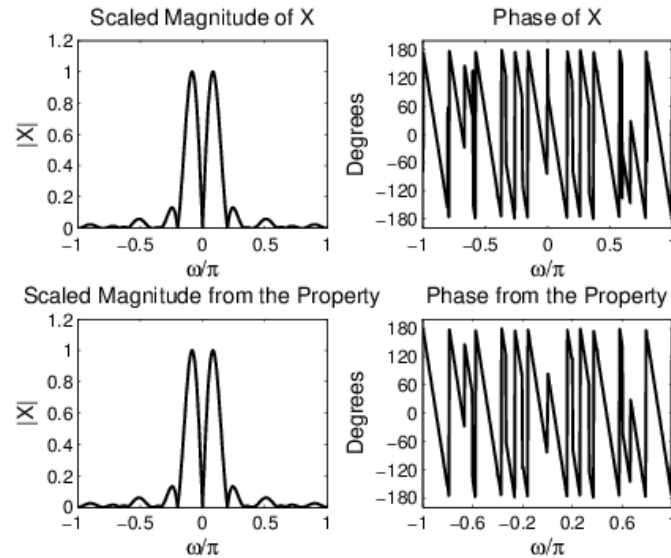 Scaled Magnitude of X
1.2
1
0.8
0.6
0.4
0.2
0
|X|
−1 −0.5 0 0.5 1
ω/π
Phase of X
180
120
60
0
−60
−120
−180
Degrees
−1 −0.5 0 0.5 1
ω/π
Scaled Magnitude from the Property
1.2
1
0.8
0.6
0.4
0.2
0
|X|
−1 −0.5 0 0.5 1
ω/π
Phase from the Property
180
120
60
0
−60
−120
−180
Degrees
−1 −0.6 −0.2 0.2 0.6 1
ω/π